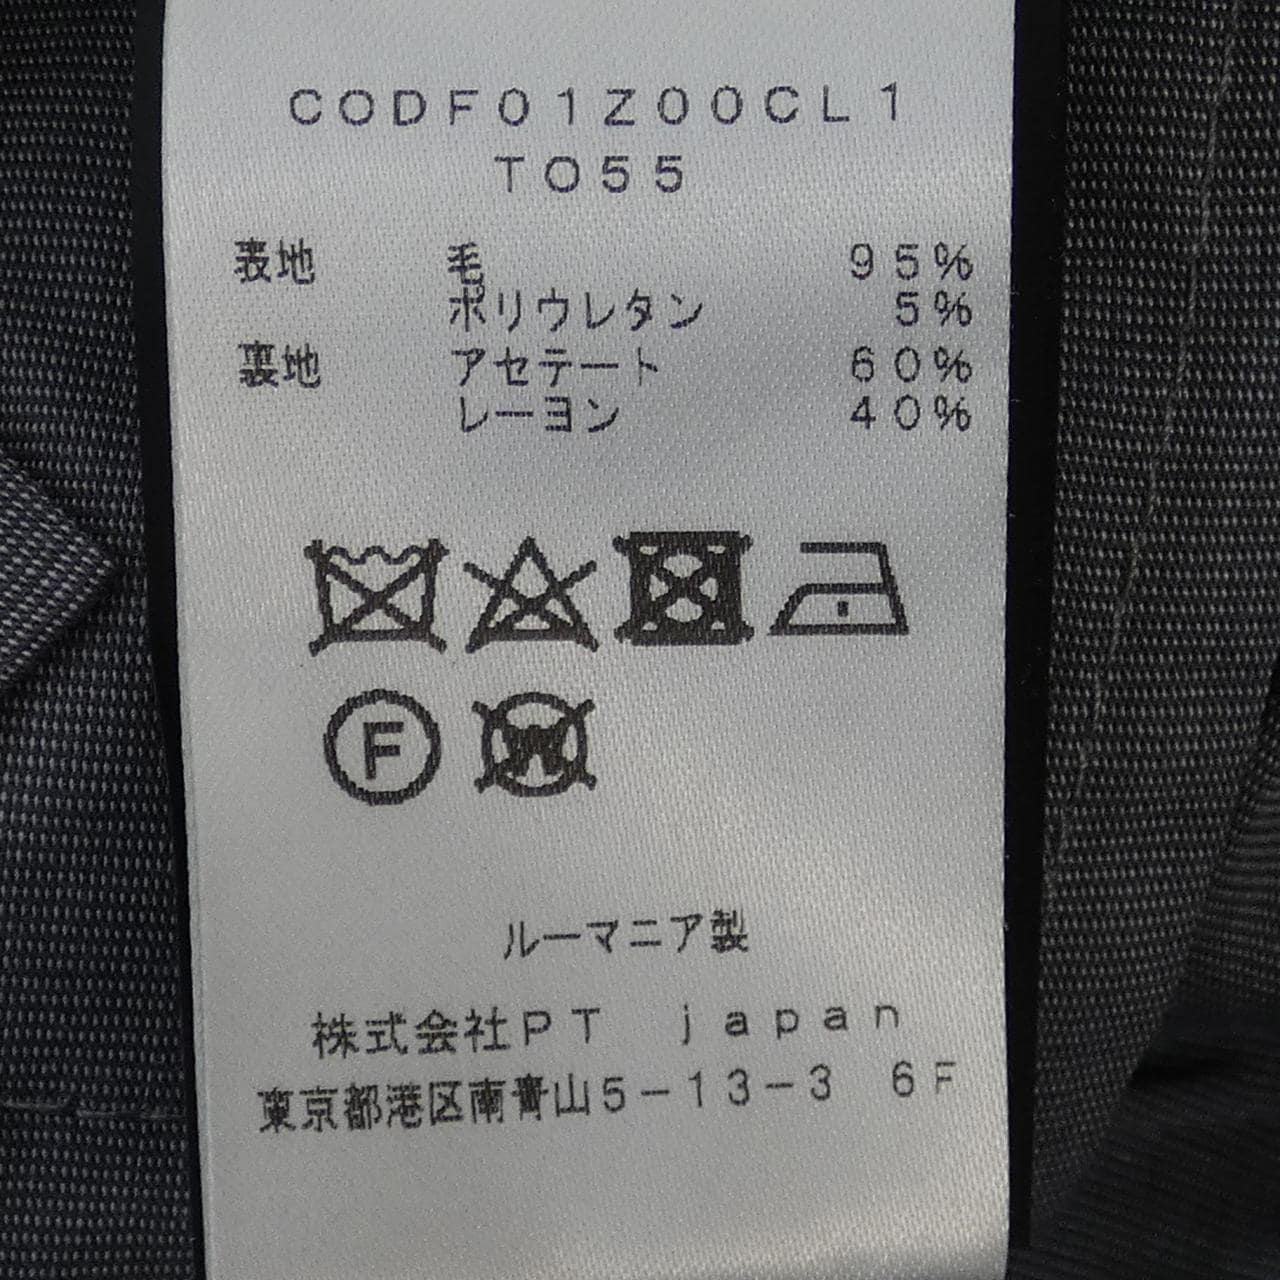 CODF01Z00CL1
TO55
表地 毛 95%
ポリウレタン 5%
裏地 アセテート 60%
レーヨン 40%
F
W
ルーマニア製
株式会社PT japan
東京都港区南青山5-13-3 6F